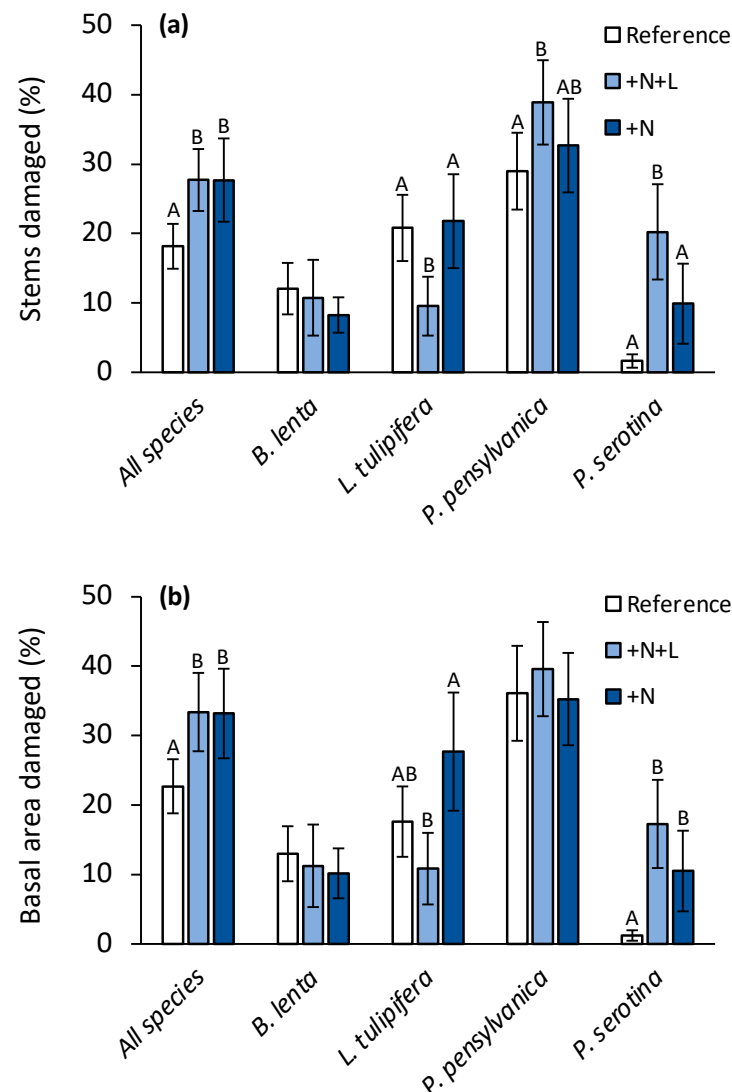 (a)
Reference
+N+L
+N
Stems damaged (%)
50
40
30
20
10
0
A
B
B
A
B
A
A
B
AB
A
B
A
All species
B. lenta
L. tulipifera
P. pensylvanica
P. serotina
(b)
Reference
+N+L
+N
Basal area damaged (%)
50
40
30
20
10
0
A
B
B
AB
B
A
A
B
B
All species
B. lenta
L. tulipifera
P. pensylvanica
P. serotina